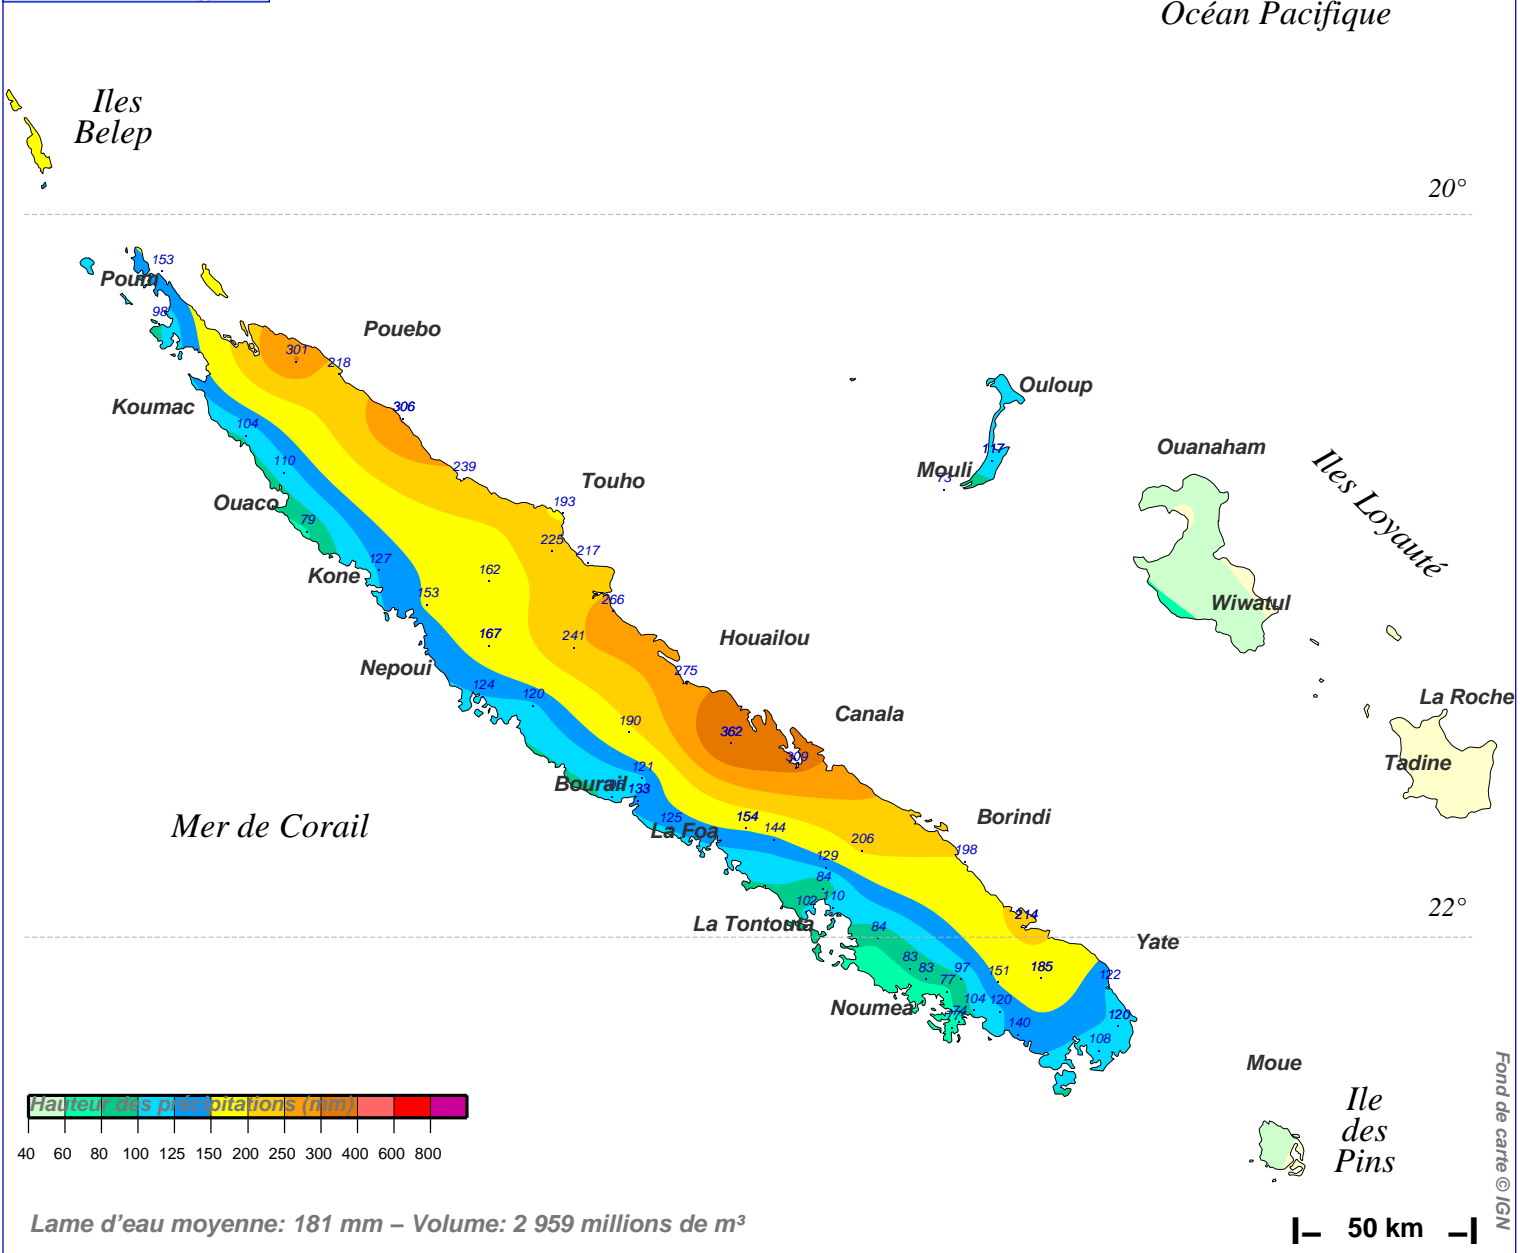 Océan Pacifique
Iles
Belep
20°
153
Poum
98
Pouebo
301
218
Ouloup
Koumac
306
104
117
Ouanaham
110
239
Mouli
73
Touho
Iles Loyauté
Ouaco
193
79
225
217
127
162
Kone
153
266
Wiwatul
167
241
Houailou
Nepoui
275
124
120
La Roche
190
362
Canala
309
Tadine
121
Bourail
133
Mer de Corail
125
La Foa
154
144
Borindi
206
198
129
84
102
110
214
22°
La Tontouta
84
Yate
83
83
97
151
185
122
77
104
120
Noumea
74
140
120
108
Moue
Ile
des
Pins
Hauteur des précipitations (mm)
40 60 80 100 125 150 200 250 300 400 600 800
Fond de carte © IGN
Lame d’eau moyenne: 181 mm – Volume: 2 959 millions de m³
50 km